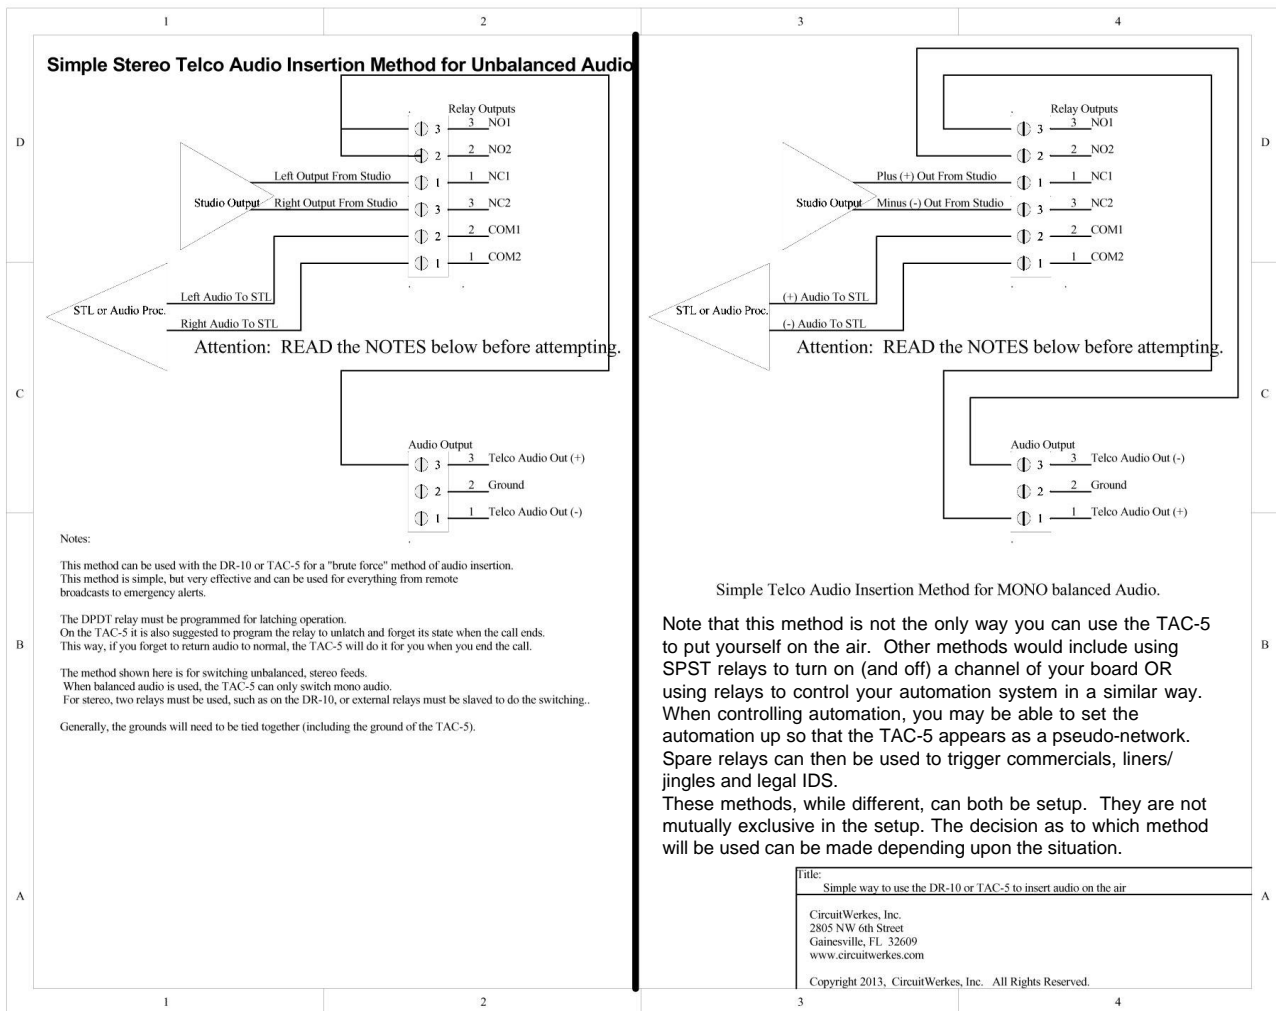 1 2 3 4
Simple Stereo Telco Audio Insertion Method for Unbalanced Audio
D
Relay Outputs
3 3 NO1
2 2 NO2
Left Output From Studio 1 1 NC1
Studio Output Right Output From Studio 3 3 NC2
2 2 COM1
1 1 COM2
STL or Audio Proc.
Left Audio To STL
Right Audio To STL
Attention: READ the NOTES below before attempting.
C
Audio Output
3 3 Telco Audio Out (+)
2 2 Ground
1 1 Telco Audio Out (-)
Notes:
This method can be used with the DR-10 or TAC-5 for a "brute force" method of audio insertion.
This method is simple, but very effective and can be used for everything from remote
broadcasts to emergency alerts.
The DPDT relay must be programmed for latching operation.
On the TAC-5 it is also suggested to program the relay to unlatch and forget its state when the call ends.
B
This way, if you forget to return audio to normal, the TAC-5 will do it for you when you end the call.
The method shown here is for switching unbalanced, stereo feeds.
When balanced audio is used, the TAC-5 can only switch mono audio.
For stereo, two relays must be used, such as on the DR-10, or external relays must be slaved to do the switching..
Generally, the grounds will need to be tied together (including the ground of the TAC-5).
A
Relay Outputs
3 3 NO1
D
2 2 NO2
Plus (+) Out From Studio 1 1 NC1
Studio Output Minus (-) Out From Studio 3 3 NC2
2 2 COM1
1 1 COM2
STL or Audio Proc.
(+) Audio To STL
(-) Audio To STL
Attention: READ the NOTES below before attempting.
C
Audio Output
3 3 Telco Audio Out (-)
2 2 Ground
1 1 Telco Audio Out (+)
Simple Telco Audio Insertion Method for MONO balanced Audio.
Note that this method is not the only way you can use the TAC-5
to put yourself on the air. Other methods would include using
B
SPST relays to turn on (and off) a channel of your board OR
using relays to control your automation system in a similar way.
When controlling automation, you may be able to set the
automation up so that the TAC-5 appears as a pseudo-network.
Spare relays can then be used to trigger commercials, liners/
jingles and legal IDS.
These methods, while different, can both be setup. They are not
mutually exclusive in the setup. The decision as to which method
will be used can be made depending upon the situation.
Title:
Simple way to use the DR-10 or TAC-5 to insert audio on the air
A
CircuitWerkes, Inc.
2805 NW 6th Street
Gainesville, FL 32609
www.circuitwerkes.com
Copyright 2013, CircuitWerkes, Inc. All Rights Reserved.
1 2 3 4